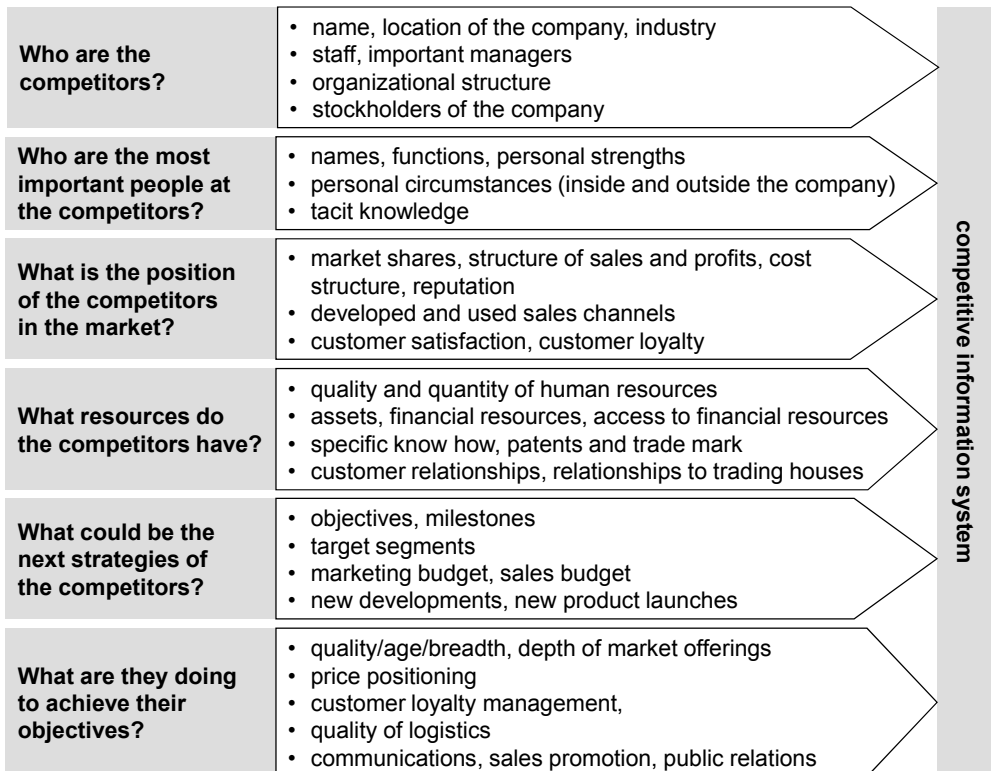 Who are the
competitors?
• name, location of the company, industry
• staff, important managers
• organizational structure
• stockholders of the company
Who are the most
important people at
the competitors?
• names, functions, personal strengths
• personal circumstances (inside and outside the company)
• tacit knowledge
What is the position
of the competitors
in the market?
• market shares, structure of sales and profits, cost
structure, reputation
• developed and used sales channels
• customer satisfaction, customer loyalty
What resources do
the competitors have?
• quality and quantity of human resources
• assets, financial resources, access to financial resources
• specific know how, patents and trade mark
• customer relationships, relationships to trading houses
What could be the
next strategies of
the competitors?
• objectives, milestones
• target segments
• marketing budget, sales budget
• new developments, new product launches
What are they doing
to achieve their
objectives?
• quality/age/breadth, depth of market offerings
• price positioning
• customer loyalty management,
• quality of logistics
• communications, sales promotion, public relations
competitive information system